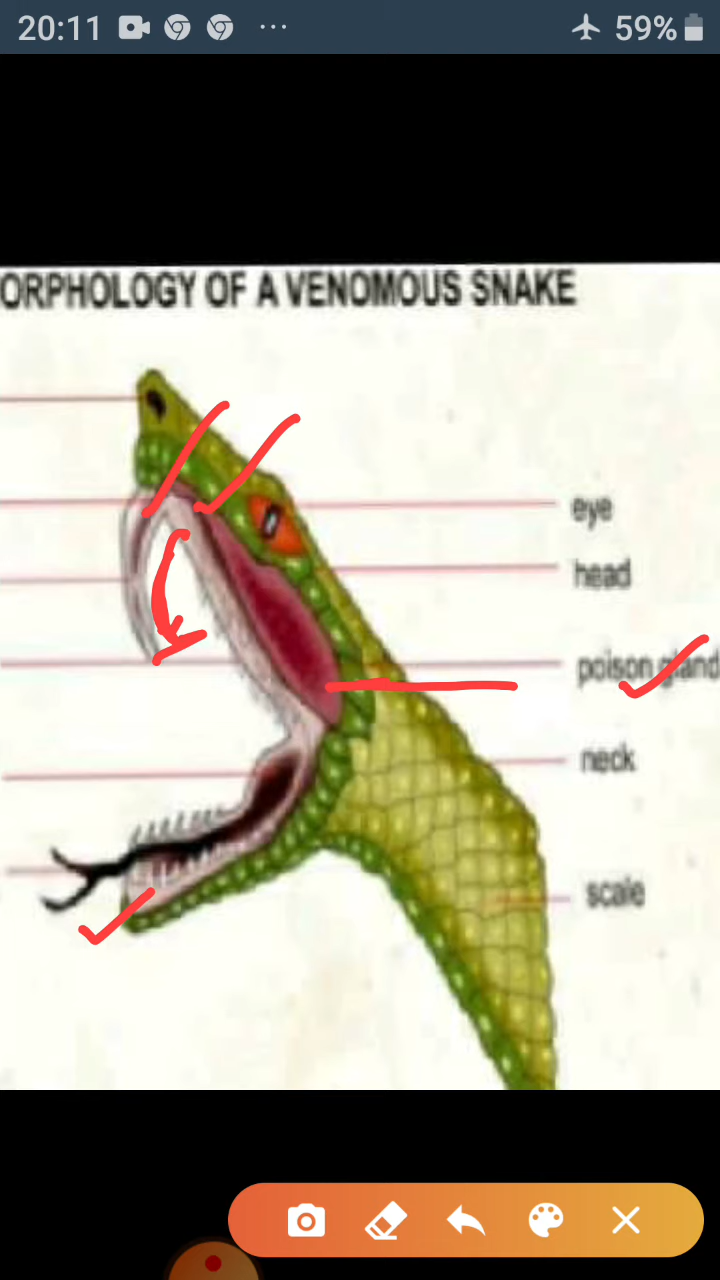 20:11 59%
ORPHOLOGY OF A VENOMOUS SNAKE
eye
head
poison gland
neck
scale